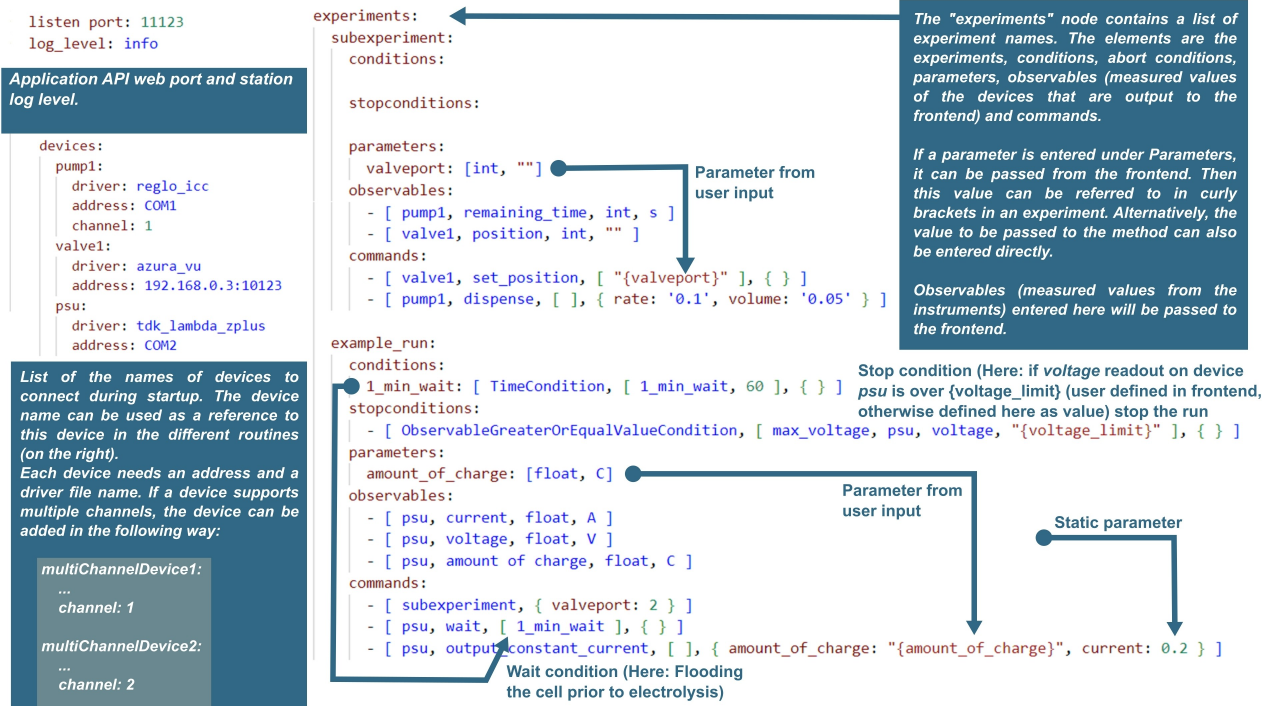 listen port: 11123
log_level: info
Application API web port and station
log level.
devices:
pump1:
driver: reglo_icc
address: COM1
channel: 1
valve1:
driver: azura_vu
address: 192.168.0.3:10123
psu:
driver: tdk_lambda_zplus
address: COM2
List of the names of devices to
connect during startup. The device
name can be used as a reference to
this device in the different routines
(on the right).
Each device needs an address and a
driver file name. If a device supports
multiple channels, the device can be
added in the following way:
multiChannelDevice1:
...
channel: 1
multiChannelDevice2:
...
channel: 2
experiments:
subexperiment:
conditions:
stopconditions:
parameters:
valveport: [int, ""]
Parameter from
user input
observables:
- [ pump1, remaining_time, int, s ]
- [ valve1, position, int, "" ]
commands:
- [ valve1, set_position, [ "{valveport}" ], { } ]
- [ pump1, dispense, [ ], { rate: '0.1', volume: '0.05' } ]
The "experiments" node contains a list of
experiment names. The elements are the
experiments, conditions, abort conditions,
parameters, observables (measured values
of the devices that are output to the
frontend) and commands.
If a parameter is entered under Parameters,
it can be passed from the frontend. Then
this value can be referred to in curly
brackets in an experiment. Alternatively, the
value to be passed to the method can also
be entered directly.
Observables (measured values from the
instruments) entered here will be passed to
the frontend.
example_run:
conditions:
1_min_wait: [ TimeCondition, [ 1_min_wait, 60 ], { } ]
Stop condition (Here: if voltage readout on device
psu is over {voltage_limit} (user defined in frontend,
otherwise defined here as value) stop the run
stopconditions:
- [ ObservableGreaterOrEqualValueCondition, [ max_voltage, psu, voltage, "{voltage_limit}" ], { } ]
parameters:
amount_of_charge: [float, C]
Parameter from
user input
Static parameter
observables:
- [ psu, current, float, A ]
- [ psu, voltage, float, V ]
- [ psu, amount of charge, float, C ]
commands:
- [ subexperiment, { valveport: 2 } ]
- [ psu, wait, [ 1_min_wait ], { } ]
- [ psu, output_constant_current, [ ], { amount_of_charge: "{amount_of_charge}", current: 0.2 } ]
Wait condition (Here: Flooding
the cell prior to electrolysis)